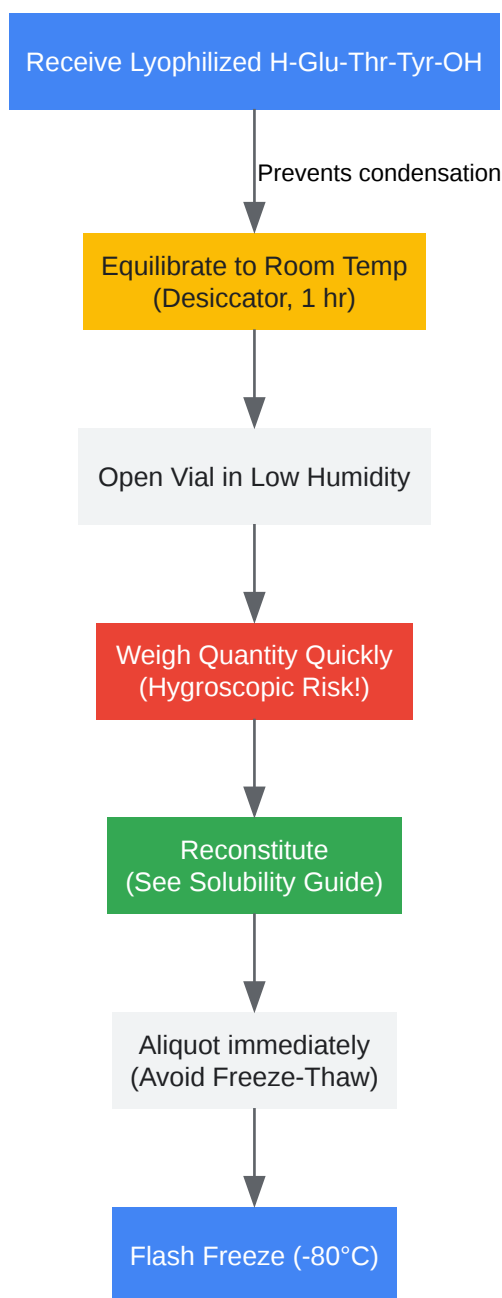 Receive Lyophilized H-Glu-Thr-Tyr-OH
Prevents condensation
Equilibrate to Room Temp
(Desiccator, 1 hr)
Open Vial in Low Humidity
Weigh Quantity Quickly
(Hygroscopic Risk!)
Reconstitute
(See Solubility Guide)
Aliquot immediately
(Avoid Freeze-Thaw)
Flash Freeze (-80°C)